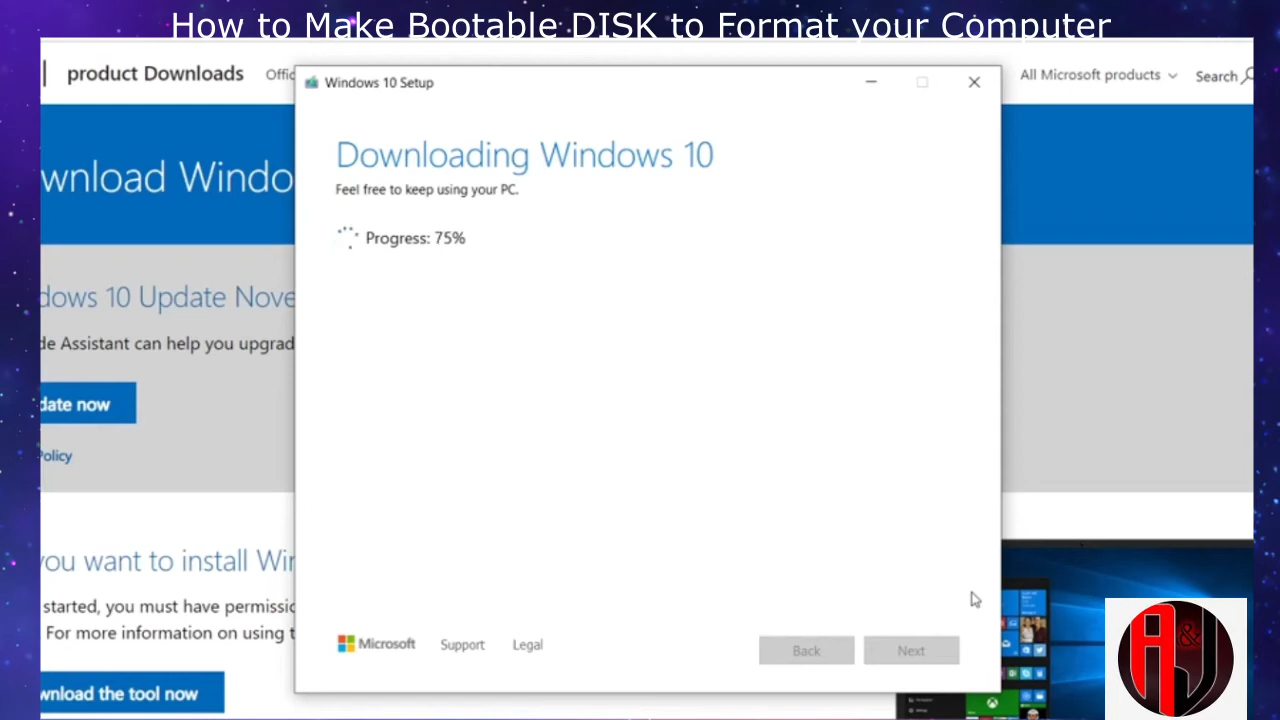 How to Make Bootable DISK to Format your Computer
product Downloads
Offic
All Microsoft products
Search
Windows 10 Setup
Downloading Windows 10
Feel free to keep using your PC.
Progress: 75%
wnload Windo
dows 10 Update Nove
de Assistant can help you upgrad
date now
Policy
you want to install Wi
started, you must have permissic
For more information on using t
wnload the tool now
Microsoft
Support
Legal
Back
Next
A&J